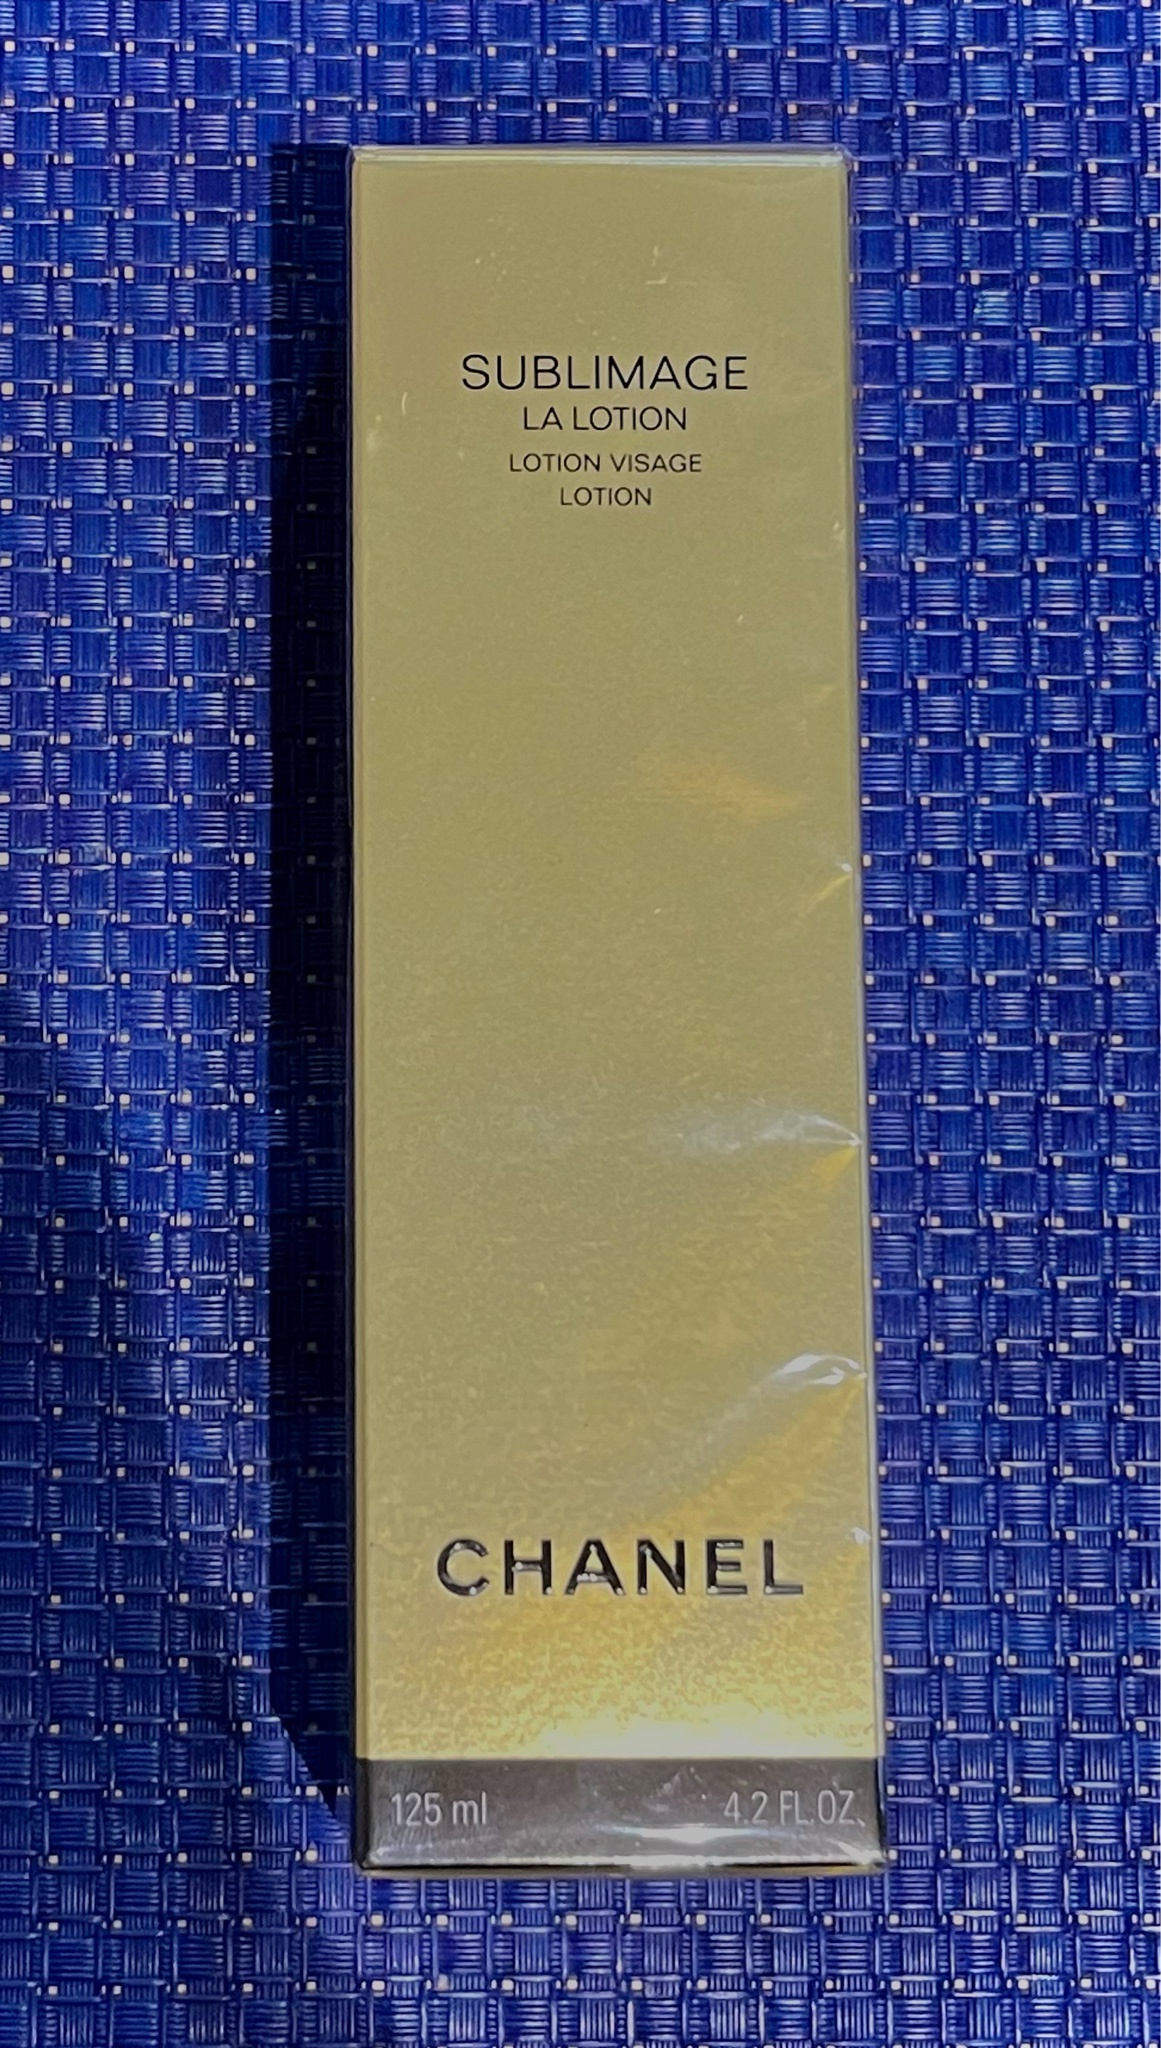 SUBLIMAGE
LA LOTION
LOTION VISAGE
LOTION
CHANEL
125 ml 4.2 FL.OZ.